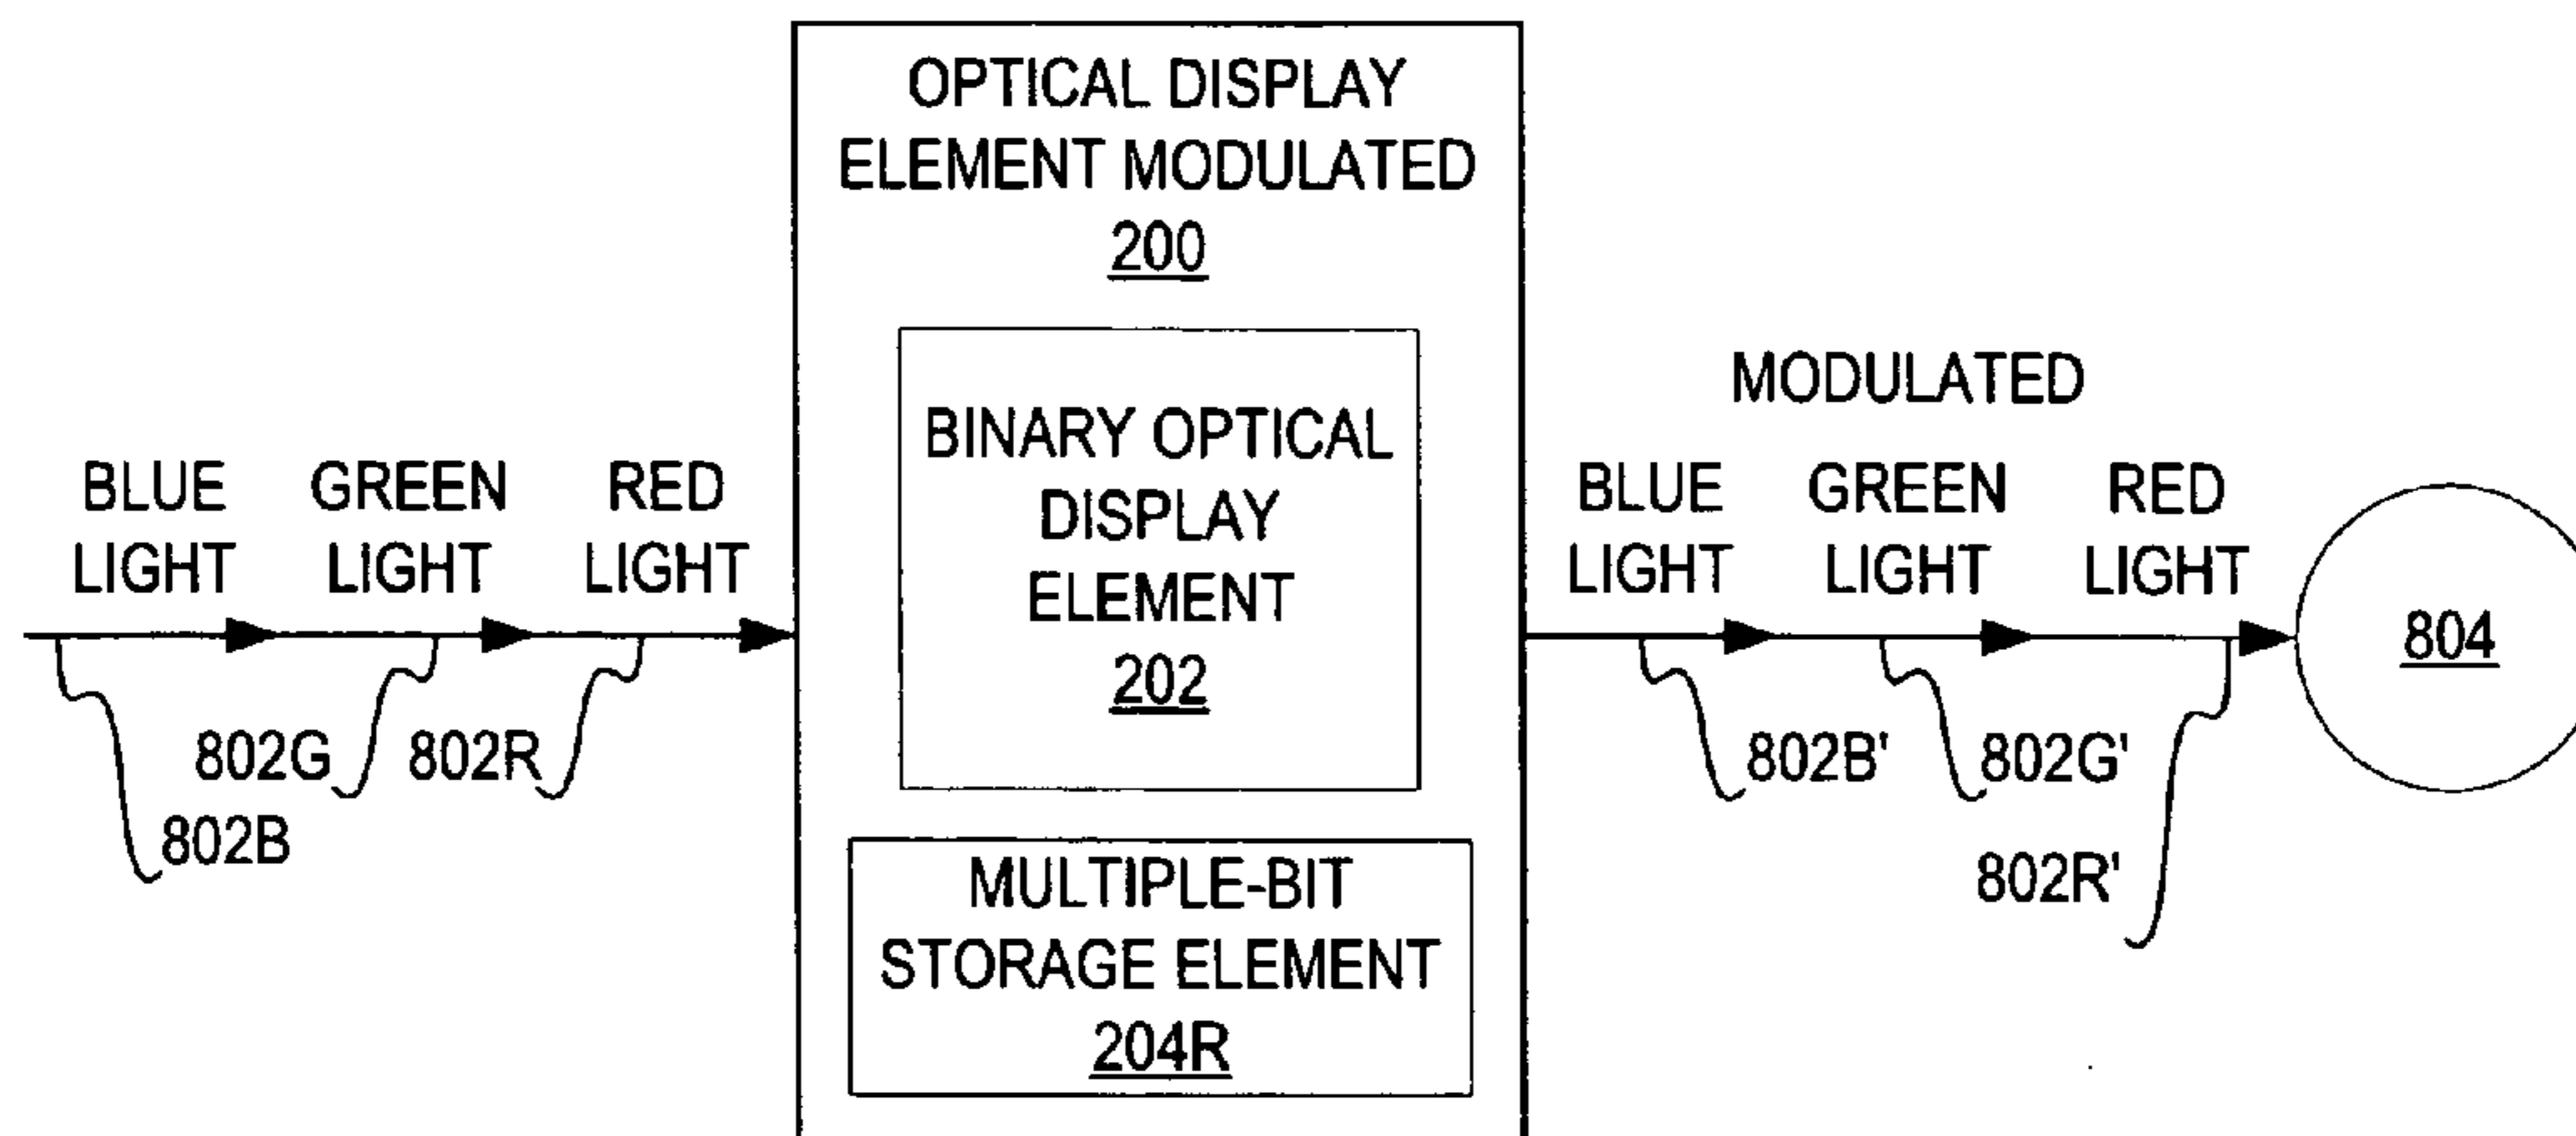 OPTICAL DISPLAY
ELEMENT MODULATED
200
BINARY OPTICAL
DISPLAY
ELEMENT
202
MULTIPLE-BIT
STORAGE ELEMENT
204R
BLUE
LIGHT
GREEN
LIGHT
RED
LIGHT
802G
802R
802B
MODULATED
BLUE
LIGHT
GREEN
LIGHT
RED
LIGHT
802B'
802G'
802R'
804